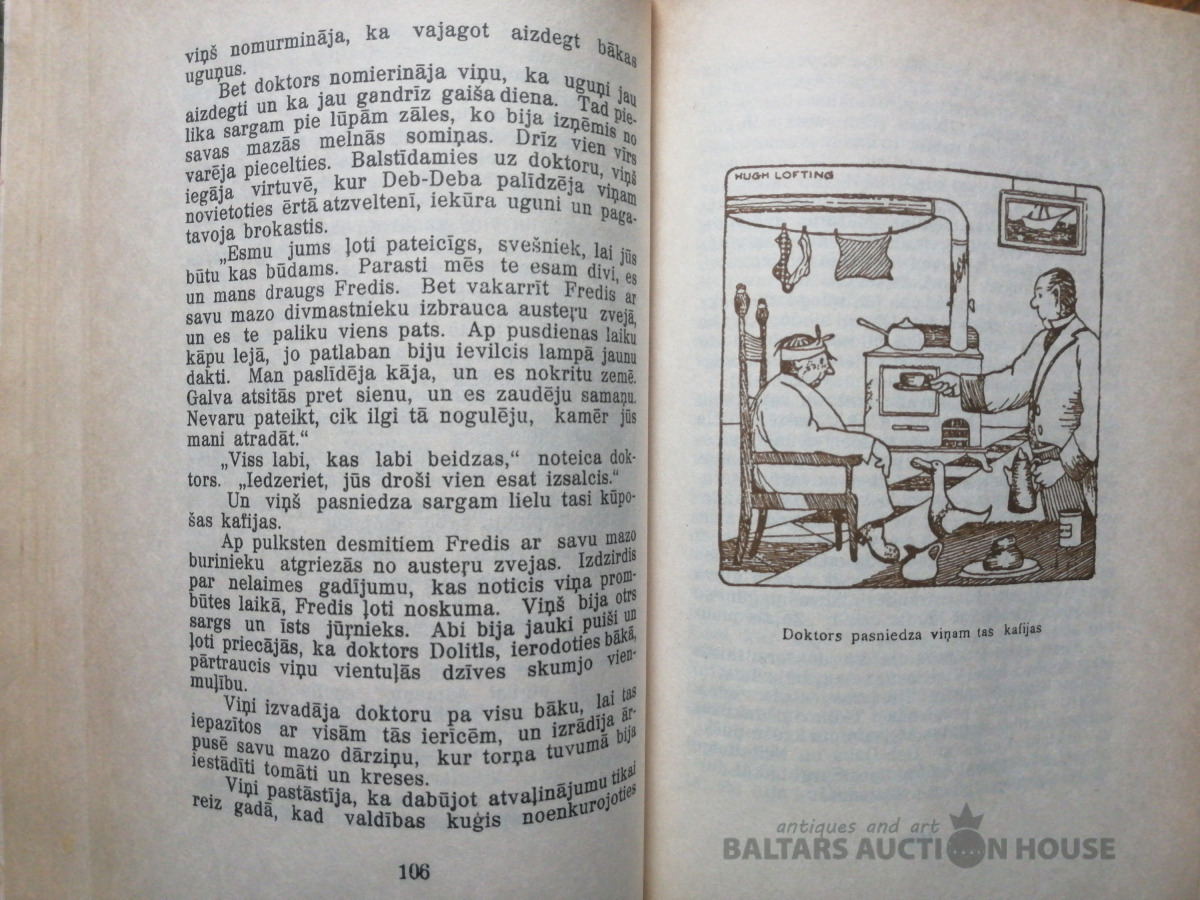 viņš nomurmināja, ka vajagot aizdegt bākas
uguņus.
Bet doktors nomierināja viņu, ka uguņi jau
aizdegti un ka jau gandrīz gaiša diena. Tad pie-
lika sargam pie lūpām zāles, ko bija izņēmis no
savas mazās melnās somiņas. Drīz vien vīrs
varēja piecelties. Balstīdamies uz doktoru, viņš
iegāja virtuvē, kur Deb-Deba palīdzēja viņam
novietoties ērtā atzveltenī, iekūra uguni un paga-
tavoja brokastis.
„Esmu jums ļoti pateicīgs, svešniek, lai jūs
būtu kas būdams. Parasti mēs te esam divi, es
un mans draugs Fredis. Bet vakarrīt Fredis ar
savu mazo divmastnieku izbrauca austeŗu zvejā,
un es te paliku viens pats. Ap pusdienas laiku
kāpu lejā, jo patlaban biju ievilcis lampā jaunu
dakti. Man paslīdēja kāja, un es nokritu zemē.
Galva atsitās pret sienu, un es zaudēju samaņu.
Nevaru pateikt, cik ilgi tā nogulēju, kamēr jūs
mani atradāt.“
„Viss labi, kas labi beidzas,“ noteica dok-
tors. „Iedzeriet, jūs droši vien esat izsalcis.“
Un viņš pasniedza sargam lielu tasi kūpo-
šas kafijas.
Ap pulksten desmitiem Fredis ar savu mazo
burinieku atgriezās no austeŗu zvejas. Izdzirdis
par nelaimes gadījumu, kas noticis viņa prom-
būtes laikā, Fredis ļoti noskuma. Viņš bija otrs
sargs un īsts jūŗnieks. Abi bija jauki puiši un
ļoti priecājās, ka doktors Dolitls, ierodoties bākā,
pārtraucis viņu vientuļās dzīves skumjo vien-
muļību.
Viņi izvadāja doktoru pa visu bāku, lai tas
iepazītos ar visām tās ierīcēm, un izrādīja ār-
pusē savu mazo dārziņu, kur torņa tuvumā bija
iestādīti tomāti un kreses.
Viņi pastāstīja, ka dabūjot atvaļinājumu tikai
reiz gadā, kad valdības kuģis noenkurojoties
106
HUGH LOFTING
Doktors pasniedza viņam tas kafijas
antiques and art
BALTARS AUCTION HOUSE